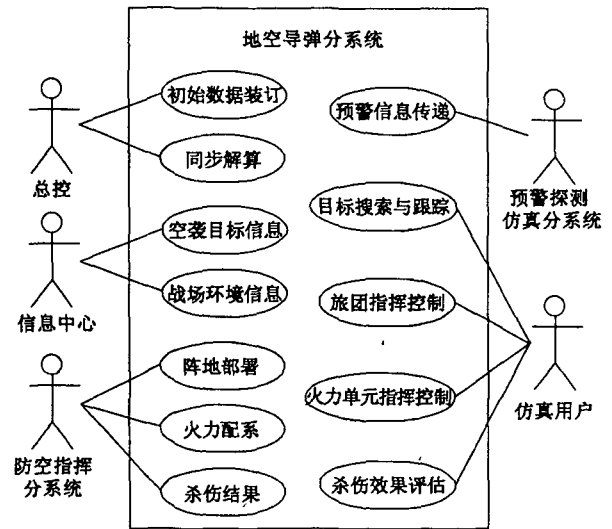 地空导弹分系统
初始数据装订
预警信息传递
同步解算
总控
预警探测
仿真分系统
目标搜索与跟踪
空袭目标信息
战场环境信息
旅团指挥控制
信息中心
阵地部署
火力单元指挥控制
仿真用户
火力配系
防空指挥
分系统
杀伤结果
杀伤效果评估